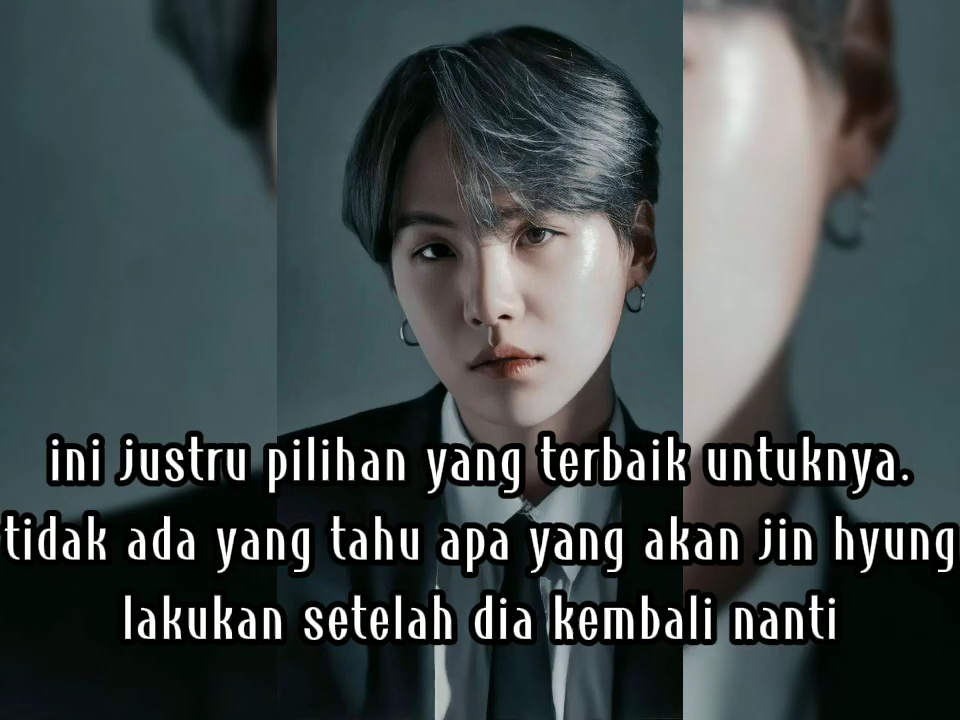 ini justru pilihan yang terbaik untuknya.
tidak ada yang tahu apa yang akan jin hyung
lakukan setelah dia kembali nanti